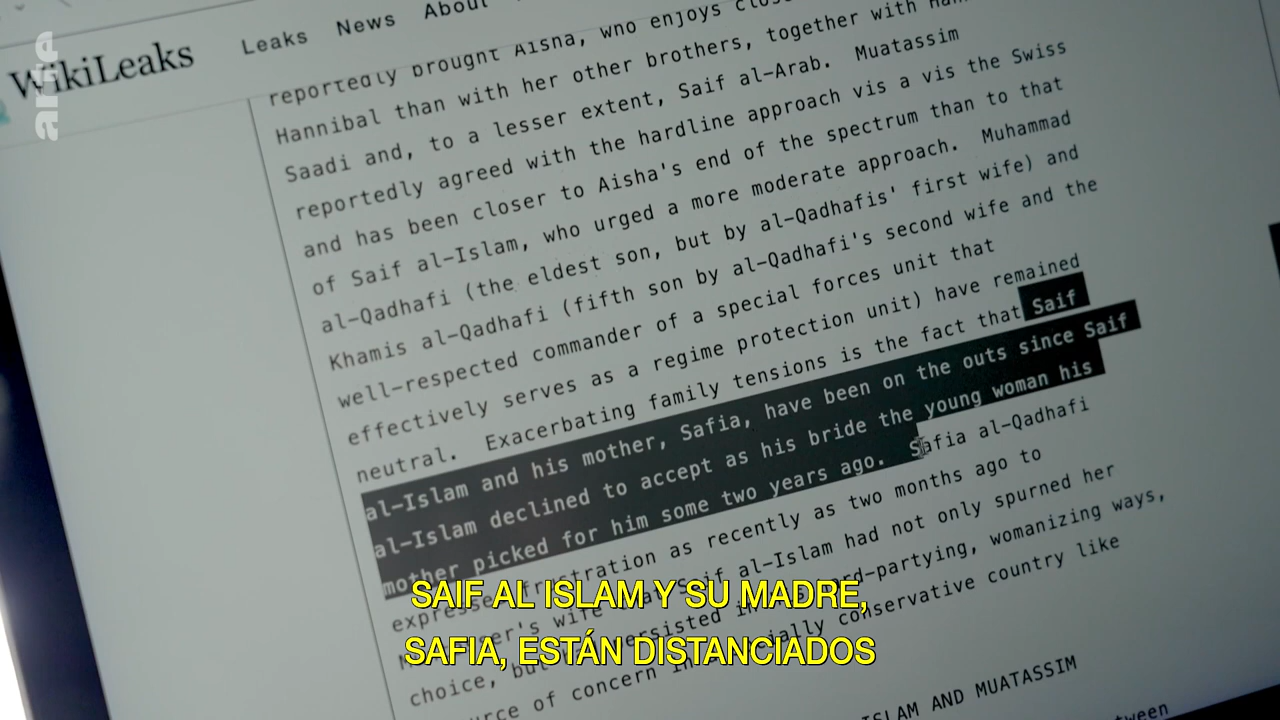 arte
WikiLeaks
Leaks News About
reportedly brought Aisha, who enjoys
Hannibal than with her other brothers, together with
Saadi and, to a lesser extent, Saif al-Arab. Muatassim
reportedly agreed with the hardline approach vis a vis the Swiss
and has been closer to Aisha's end of the spectrum than to that
of Saif al-Islam, who urged a more moderate approach. Muhammad
al-Qadhafi (the eldest son, but by al-Qadhafis' first wife) and
Khamis al-Qadhafi (fifth son by al-Qadhafi's second wife and the
well-respected commander of a special forces unit that
effectively serves as a regime protection unit) have remained
neutral. Exacerbating family tensions is the fact that Saif
al-Islam and his mother, Safia, have been on the outs since Saif
al-Islam declined to accept as his bride the young woman his
mother picked for him some two years ago. Safia al-Qadhafi
frustration as recently as two months ago to
wife that Saif al-Islam had not only spurned her
choice, but persisted in hard-partying, womanizing ways,
of concern in a socially conservative country like
ISLAM AND MUATASSIM
SAIF AL ISLAM Y SU MADRE,
SAFIA, ESTÁN DISTANCIADOS